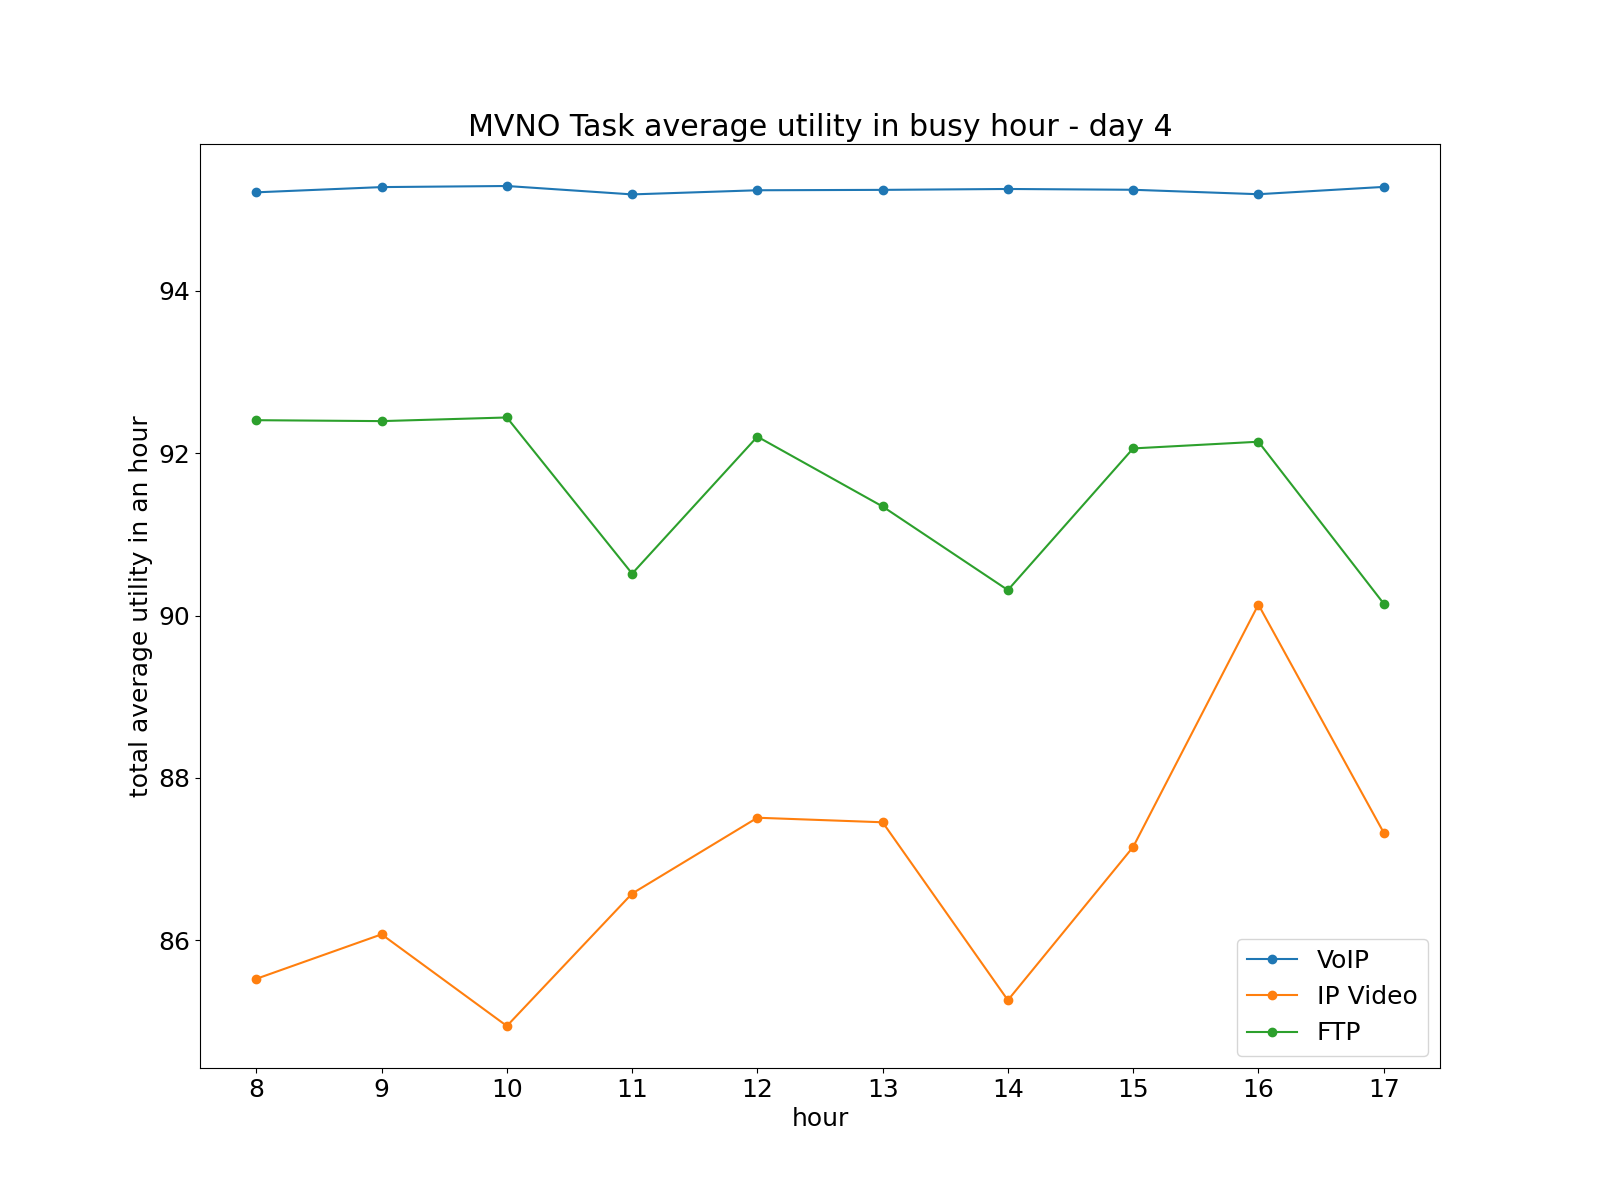 MVNO Task average utility in busy hour - day 4
total average utility in an hour
94
92
90
88
86
8 9 10 11 12 13 14 15 16 17
hour
VoIP
IP Video
FTP